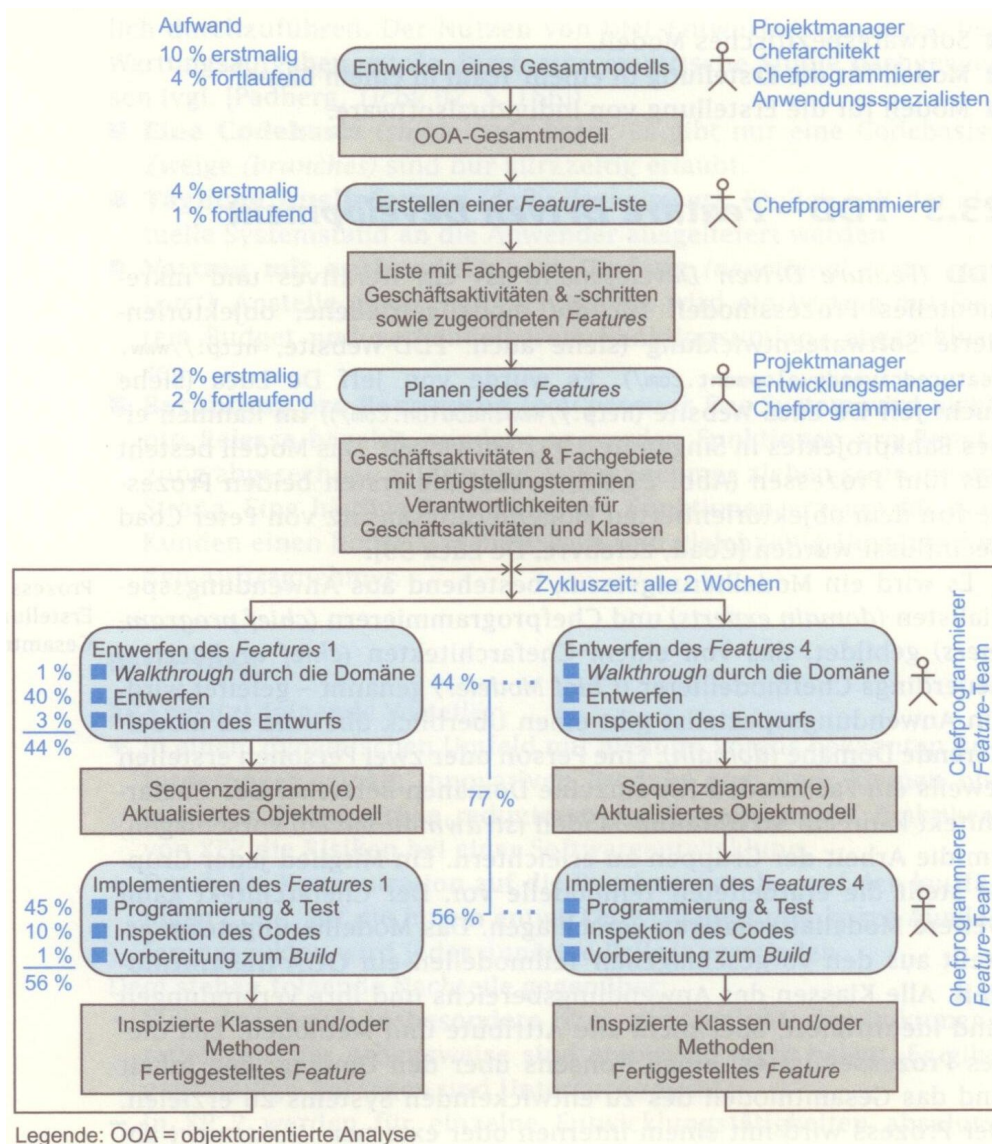 Aufwand
10 % erstmalig
4 % fortlaufend
Entwickeln eines Gesamtmodells
Projektmanager
Chefarchitekt
Chefprogrammierer
Anwendungsspezialisten
OOA-Gesamtmodell
4 % erstmalig
1 % fortlaufend
Erstellen einer Feature-Liste
Chefprogrammierer
Liste mit Fachgebieten, ihren
Geschäftsaktivitäten & -schritten
sowie zugeordneten Features
2 % erstmalig
2 % fortlaufend
Planen jedes Features
Projektmanager
Entwicklungsmanager
Chefprogrammierer
Geschäftsaktivitäten & Fachgebiete
mit Fertigstellungsterminen
Verantwortlichkeiten für
Geschäftsaktivitäten und Klassen
Zykluszeit: alle 2 Wochen
Entwerfen des Features 1
Walkthrough durch die Domäne
Entwerfen
Inspektion des Entwurfs
1 %
40 %
3 %
44 %
44 %
Entwerfen des Features 4
Walkthrough durch die Domäne
Entwerfen
Inspektion des Entwurfs
Chefprogrammierer
Feature-Team
Sequenzdiagramm(e)
Aktualisiertes Objektmodell
77 %
Sequenzdiagramm(e)
Aktualisiertes Objektmodell
Implementieren des Features 1
Programmierung & Test
Inspektion des Codes
Vorbereitung zum Build
45 %
10 %
1 %
56 %
56 %
Implementieren des Features 4
Programmierung & Test
Inspektion des Codes
Vorbereitung zum Build
Chefprogrammierer
Feature-Team
Inspizierte Klassen und/oder
Methoden
Fertiggestelltes Feature
Inspizierte Klassen und/oder
Methoden
Fertiggestelltes Feature
Legende: OOA = objektorientierte Analyse